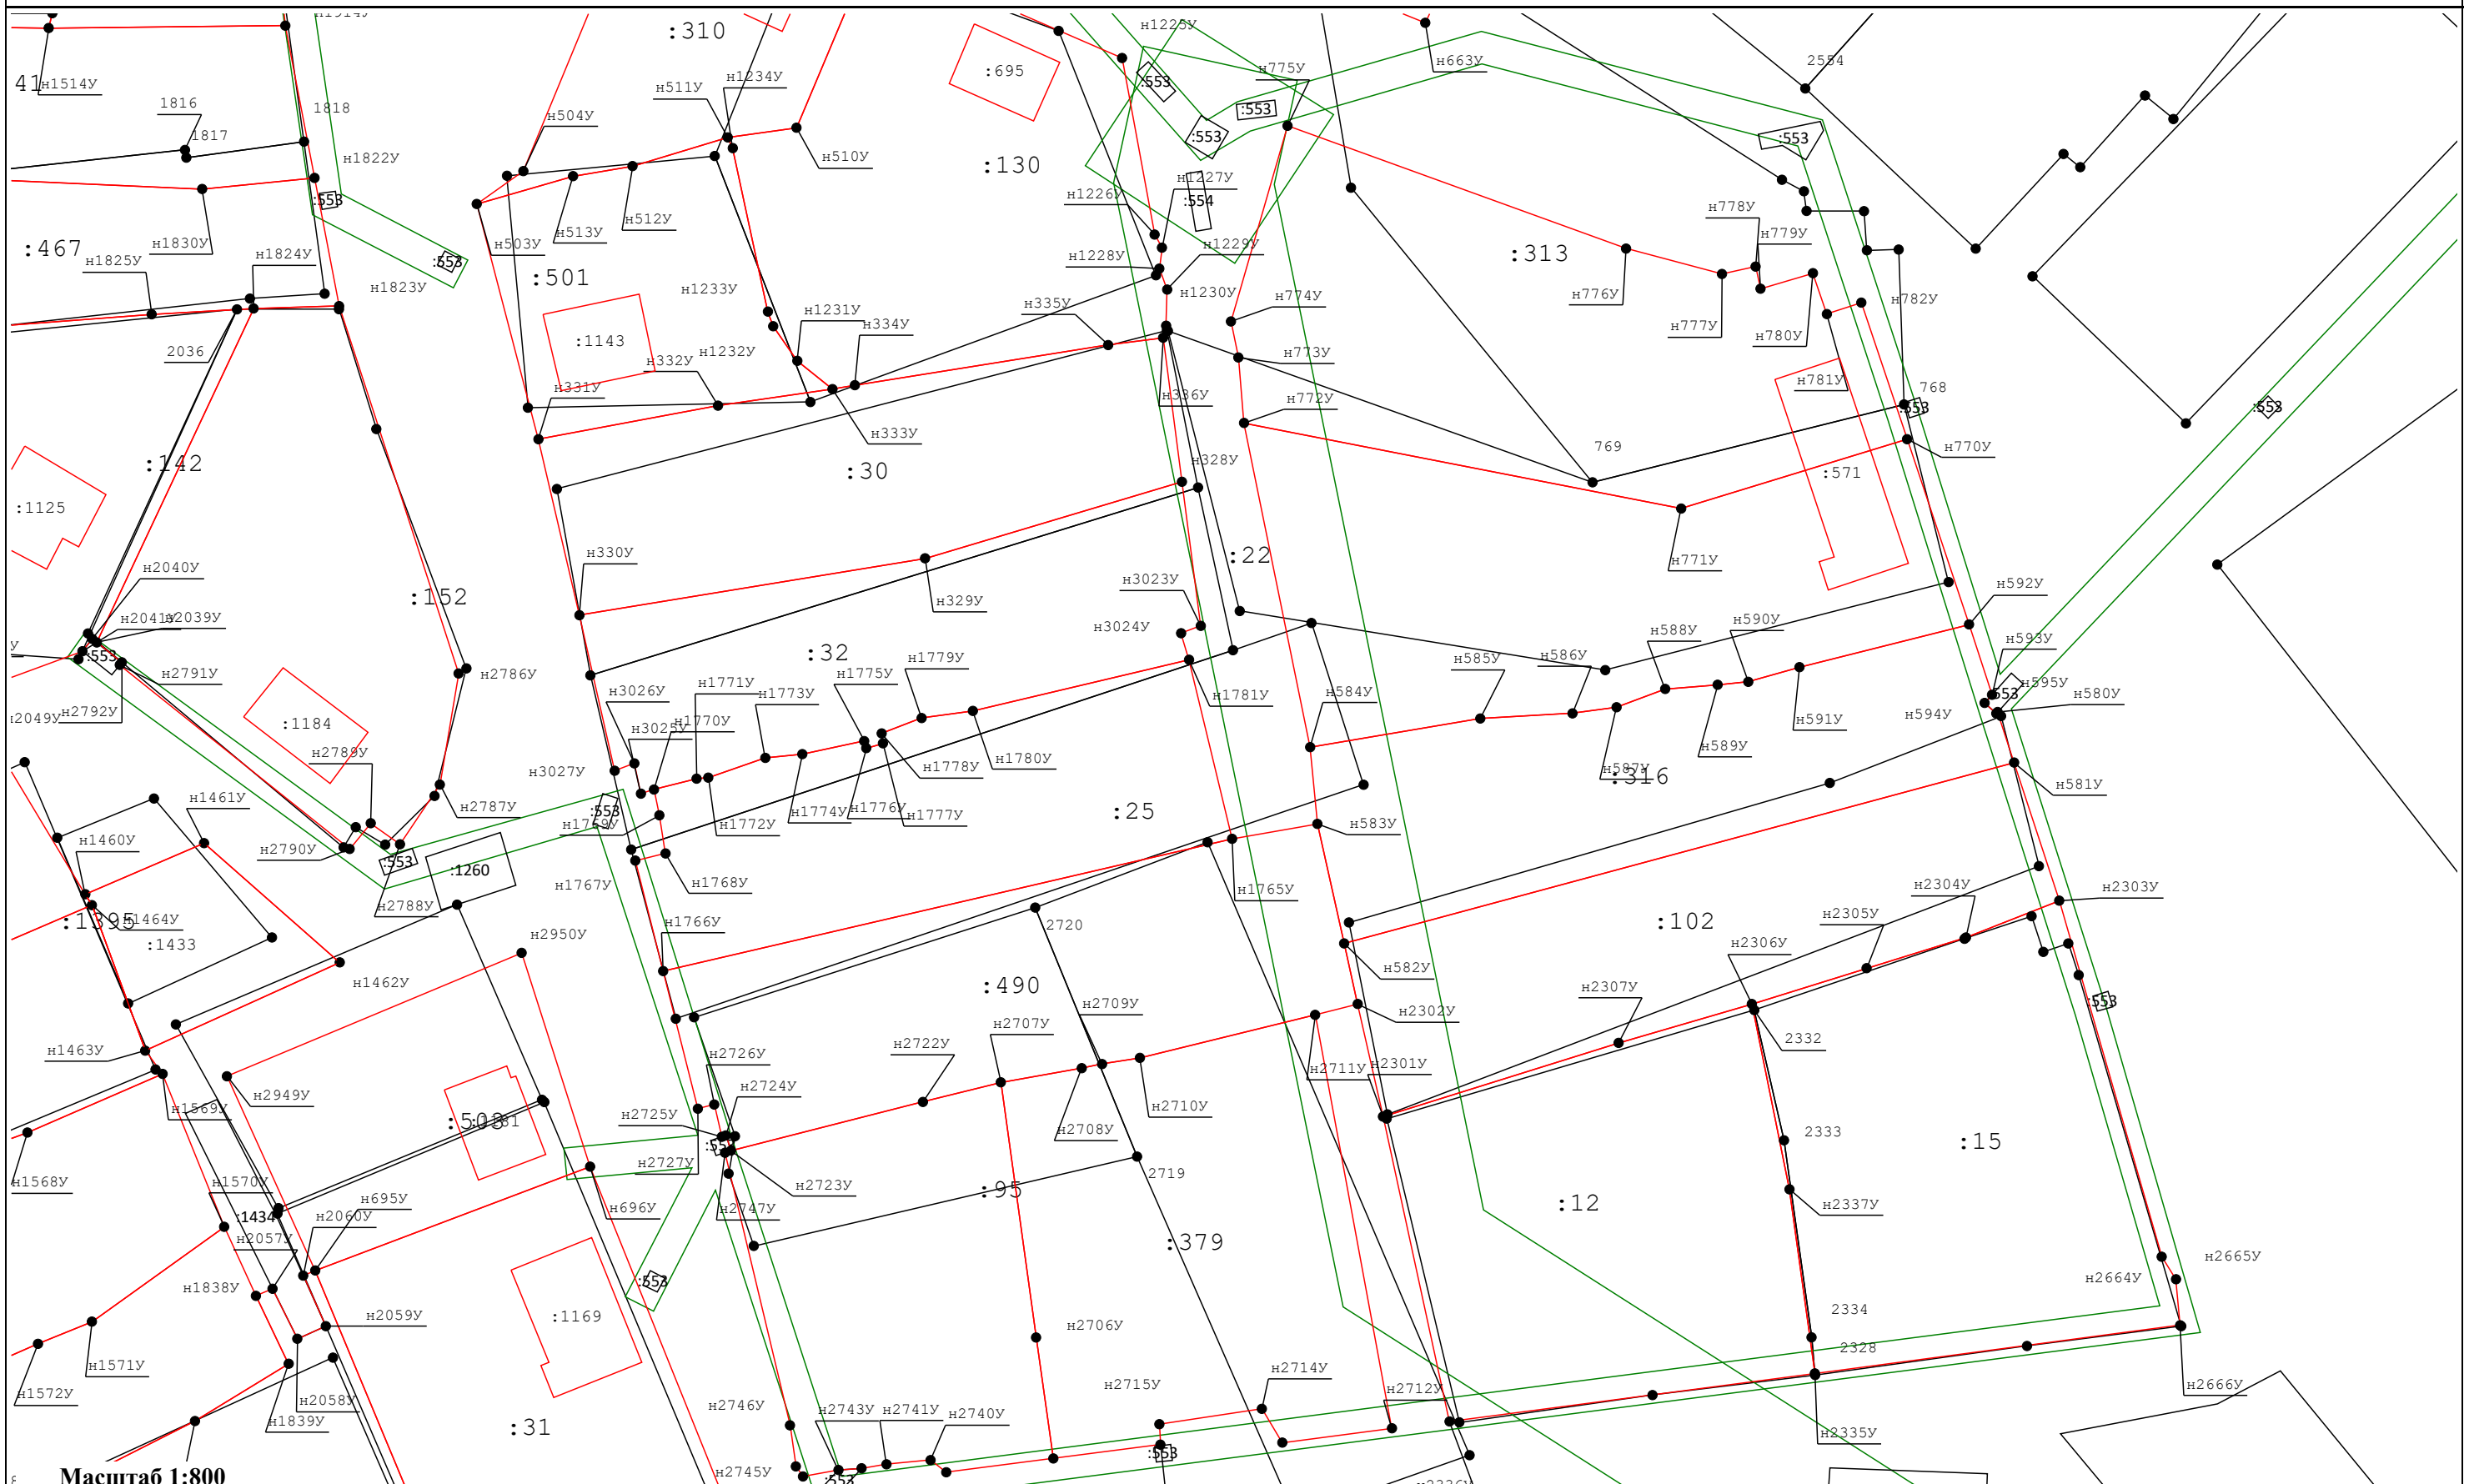 н1514У
:310
н1225У
41
н1514У
1816
1817
1818
н1822У
:553
:467
н1830У
н1825У
н1824У
н1823У
:553
2036
:142
:1125
н504У
н511У
н1234У
н510У
н503У
н513У
н512У
:501
:1143
н1233У
н1232У
н1231У
н335У
н334У
н332У
н331У
н333У
:695
:130
:553
:553
:553
н775У
н663У
н1226У
н1227У
:554
н1228У
н1229У
н1230У
н774У
н773У
н772У
н336У
н328У
:30
:313
н776У
н777У
н778У
н779У
н780У
н782У
н781У
2554
:553
768
:553
769
н770У
:571
н771У
:553
н2040У
н2041У
н2039У
:553
н2791У
н2792У
н2049У
:152
н2786У
:1184
н2789У
н2787У
н2790У
:553
:1260
н2788У
н330У
н329У
:32
н3023У
н3024У
:22
н3026У
н3025У
н3027У
н1771У
н1770У
н1773У
н1775У
н1779У
н1781У
н1774У
н1776У
н1777У
н1778У
н1780У
н1772У
:553
н1769У
н1768У
н1767У
н1766У
:25
н1765У
н584У
н583У
н582У
н585У
н586У
н588У
н590У
н587У
н589У
н591У
:316
н592У
н593У
:553
н595У
н594У
н580У
н581У
н1461У
н1460У
:1395
н1464У
:1433
н1462У
н1463У
н2950У
н2949У
н1569У
н1568У
:503
н1570У
:1434
н695У
н2060У
н2057У
н1838У
н2059У
н1571У
н1572У
н2058У
н1839У
н696У
:1169
:553
:31
2720
:490
н2709У
н2707У
н2722У
н2726У
н2724У
н2725У
н2727У
н2723У
н2747У
н2708У
н2710У
2719
:95
:379
н2706У
н2711У
н2301У
н2302У
:102
н2304У
н2303У
н2305У
н2306У
н2307У
:553
2332
2333
:15
:12
н2337У
н2665У
н2664У
2334
2328
н2666У
н2335У
н2715У
н2714У
н2712У
н2746У
н2743У
н2741У
н2740У
н2745У
:553
:553
Масштаб 1:800